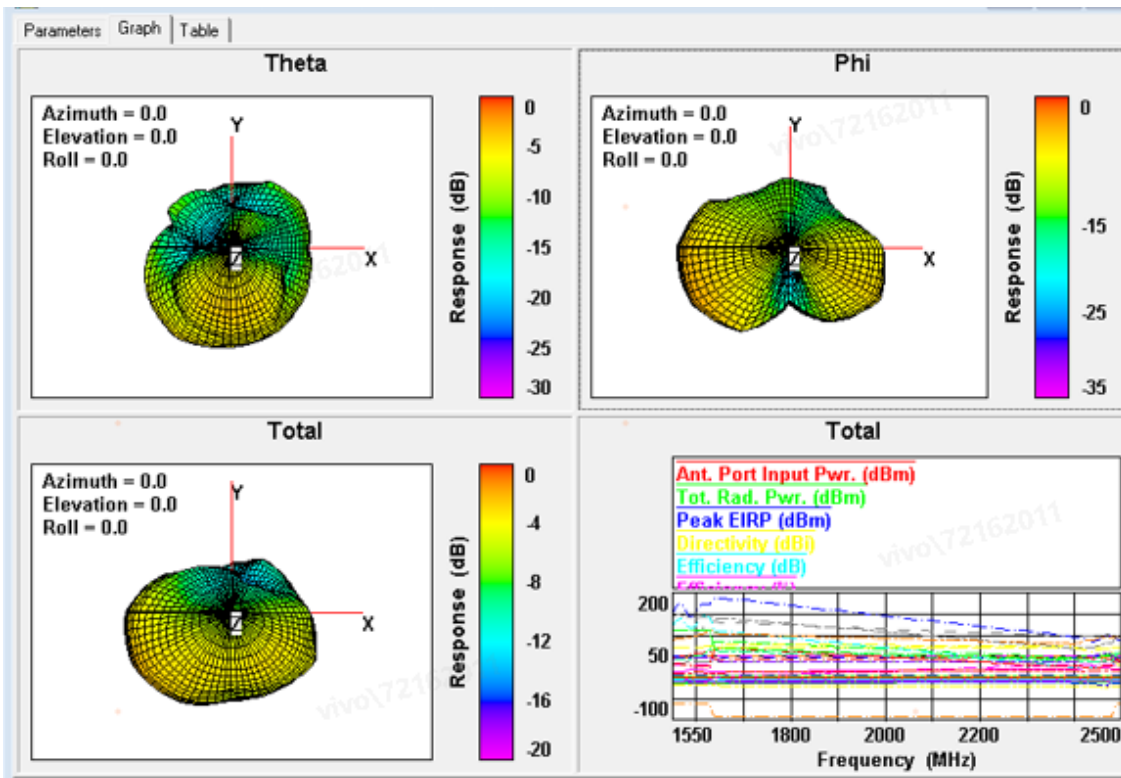 Parameters Graph Table
Theta
Azimuth = 0.0
Elevation = 0.0
Roll = 0.0
Y
X
Z
Response (dB)
0
-5
-10
-15
-20
-25
-30
vivo\72162011
Phi
Azimuth = 0.0
Elevation = 0.0
Roll = 0.0
Y
X
Z
Response (dB)
0
-15
-25
-35
vivo\72162011
Total
Azimuth = 0.0
Elevation = 0.0
Roll = 0.0
Y
X
Z
Response (dB)
0
-4
-8
-12
-16
-20
vivo\72162011
Total
Ant. Port Input Pwr. (dBm)
Tot. Rad. Pwr. (dBm)
Peak EIRP (dBm)
Directivity (dBi)
Efficiency (dB)
vivo\72162011
200
50
-100
1550 1800 2000 2200 2500
Frequency (MHz)